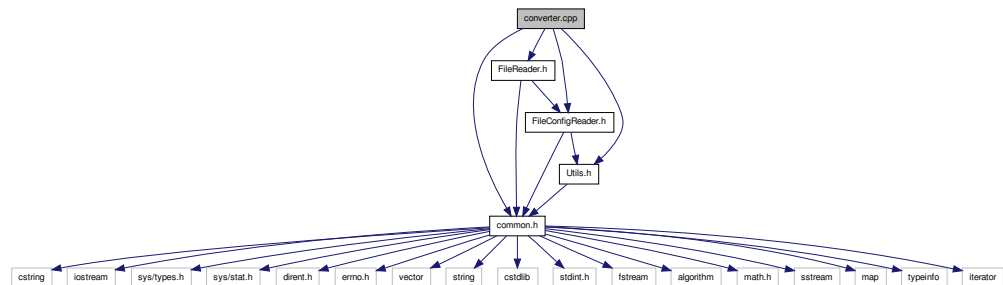 converter.cpp
FileReader.h
FileConfigReader.h
Utils.h
common.h
cstring iostream sys/types.h sys/stat.h dirent.h errno.h vector string cstdlib stdint.h fstream algorithm math.h sstream map typeinfo iterator